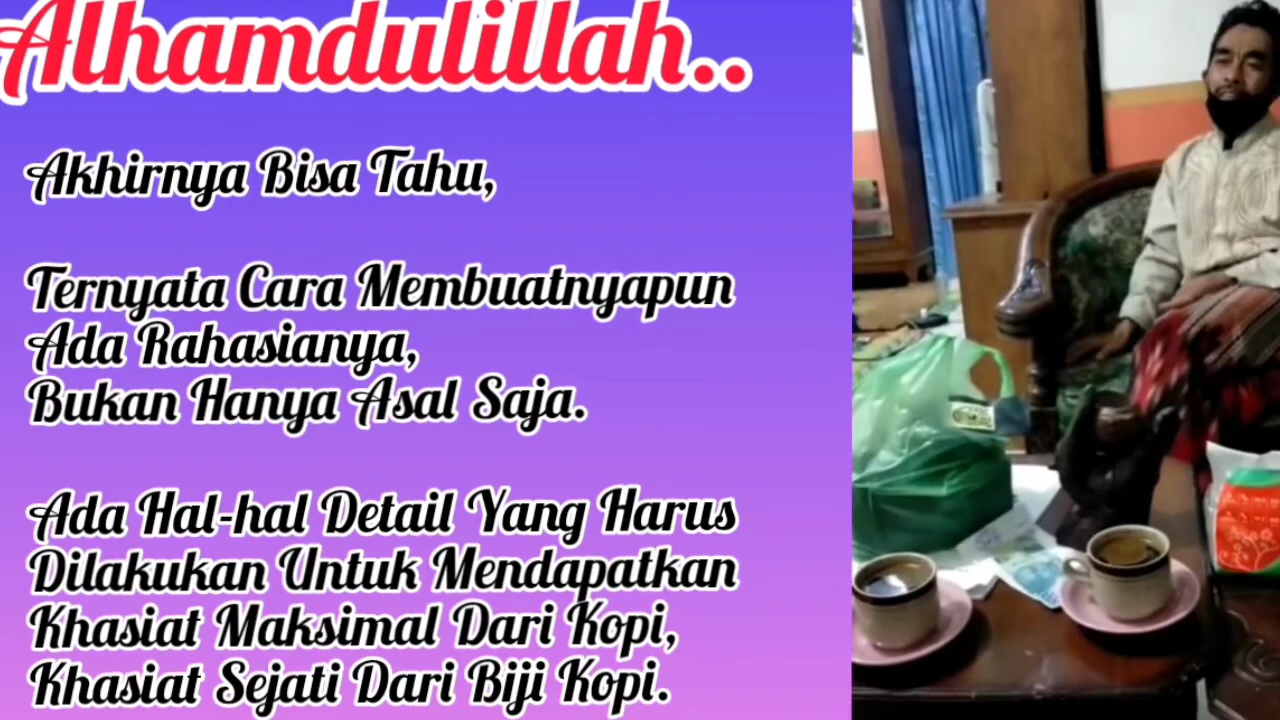 Alhamdulillah..
Akhirnya Bisa Tahu,
Ternyata Cara Membuatnyapun
Ada Rahasianya,
Bukan Hanya Asal Saja.
Ada Hal-hal Detail Yang Harus
Dilakukan Untuk Mendapatkan
Khasiat Maksimal Dari Kopi,
Khasiat Sejati Dari Biji Kopi.